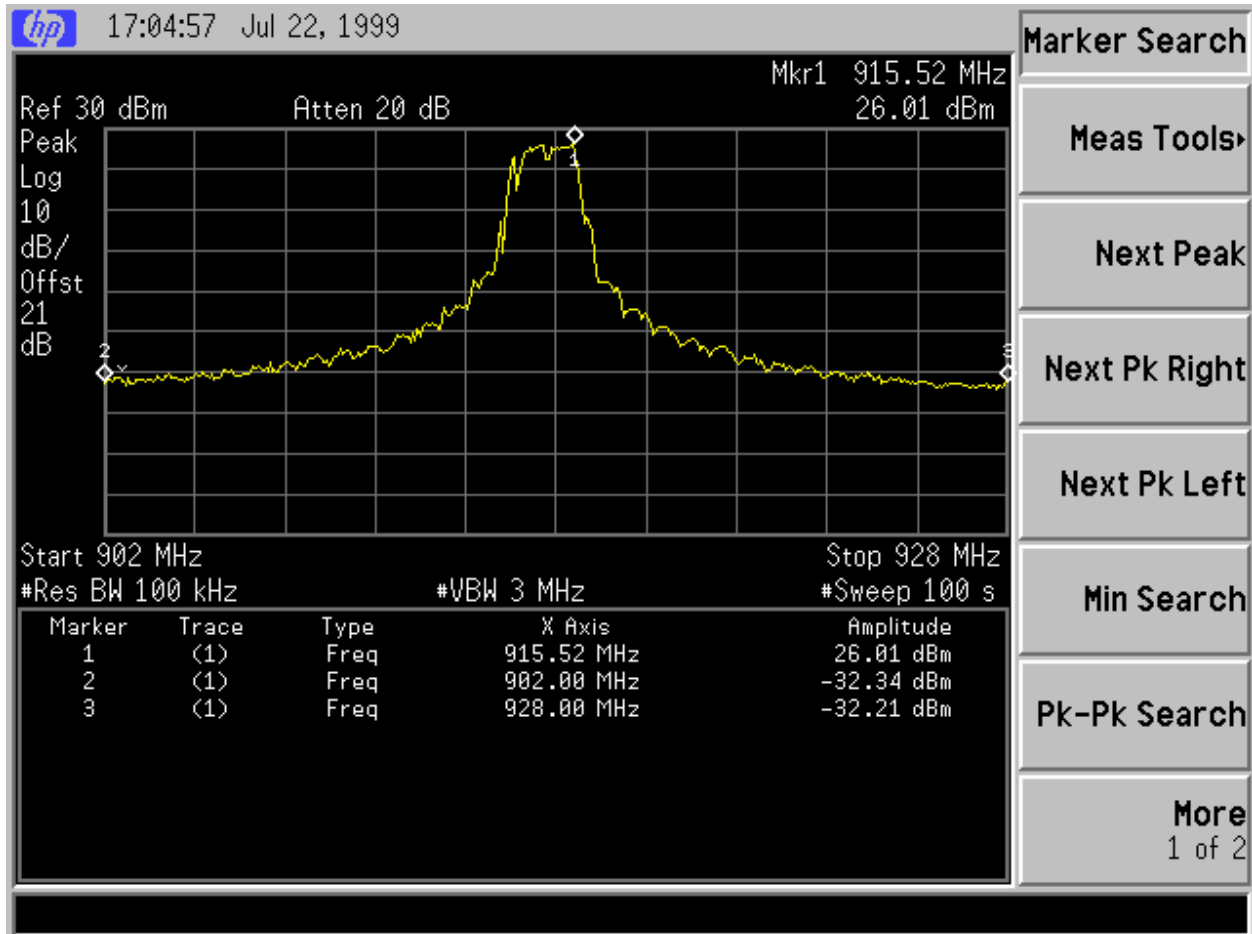 hp 17:04:57 Jul 22, 1999
Marker Search
Mkr1 915.52 MHz
Ref 30 dBm Atten 20 dB 26.01 dBm
Peak
Log
10
dB/
Offst
21
dB
1
2
3
Start 902 MHz Stop 928 MHz
#Res BW 100 kHz #VBW 3 MHz #Sweep 100 s
Marker Trace Type X Axis Amplitude
1 (1) Freq 915.52 MHz 26.01 dBm
2 (1) Freq 902.00 MHz -32.34 dBm
3 (1) Freq 928.00 MHz -32.21 dBm
Meas Tools▸
Next Peak
Next Pk Right
Next Pk Left
Min Search
Pk-Pk Search
More
1 of 2